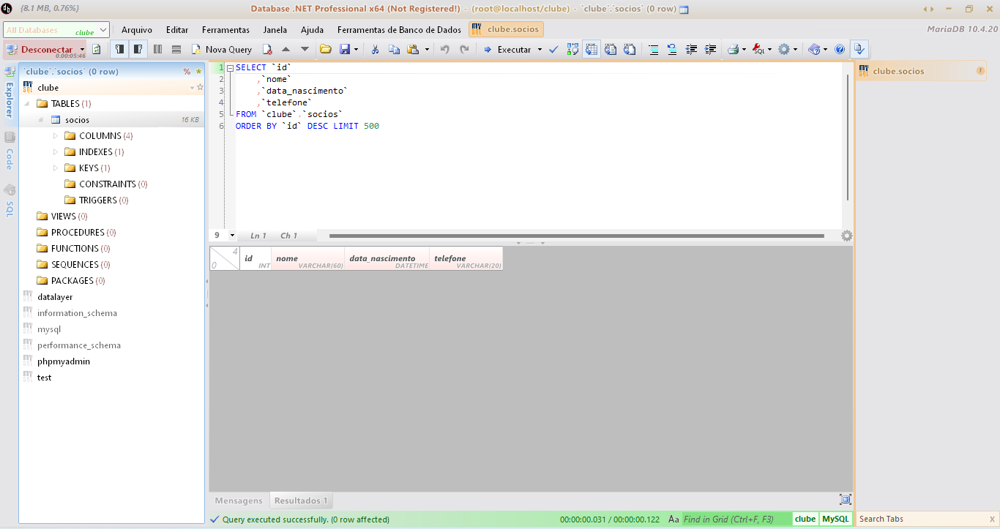 (8.1 MB, 0.76%)
Database .NET Professional x64 (Not Registered!) - (root@localhost/clube) - `clube`.`socios` (0 row)
All Databases clube
Arquivo Editar Ferramentas Janela Ajuda Ferramentas de Banco de Dados clube.socios
MariaDB 10.4.20
Desconectar Nova Query Executar SQL
0.00:05:46
`clube`.`socios` (0 row) %
clube
TABLES (1)
socios 16 KB
COLUMNS (4)
INDEXES (1)
KEYS (1)
CONSTRAINTS (0)
TRIGGERS (0)
VIEWS (0)
PROCEDURES (0)
FUNCTIONS (0)
SEQUENCES (0)
PACKAGES (0)
datalayer
information_schema
mysql
performance_schema
phpmyadmin
test
Explorer
Code
SQL
1 SELECT `id`
2 ,`nome`
3 ,`data_nascimento`
4 ,`telefone`
5 FROM `clube`.`socios`
6 ORDER BY `id` DESC LIMIT 500
9 Ln 1 Ch 1
4
0
id INT
nome VARCHAR(60)
data_nascimento DATETIME
telefone VARCHAR(20)
clube.socios
Mensagens Resultados 1
Query executed successfully. (0 row affected) 00:00:00.031 / 00:00:00.122 Aa Find in Grid (Ctrl+F, F3) clube MySQL
Search Tabs X